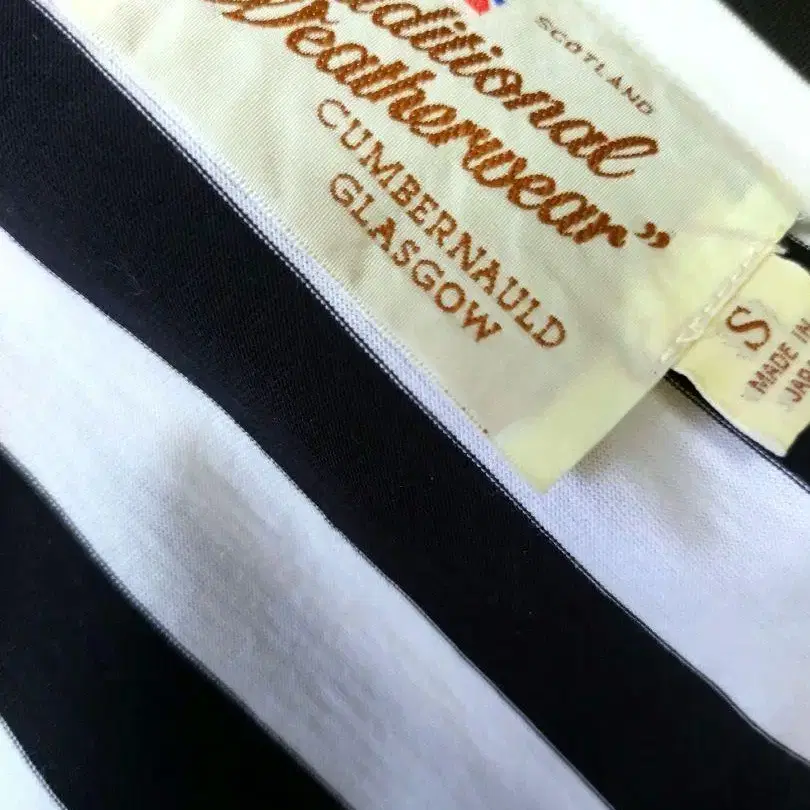 SCOTLAND
Weatherwear”
CUMBERNAULD
GLASGOW
S
MADE IN